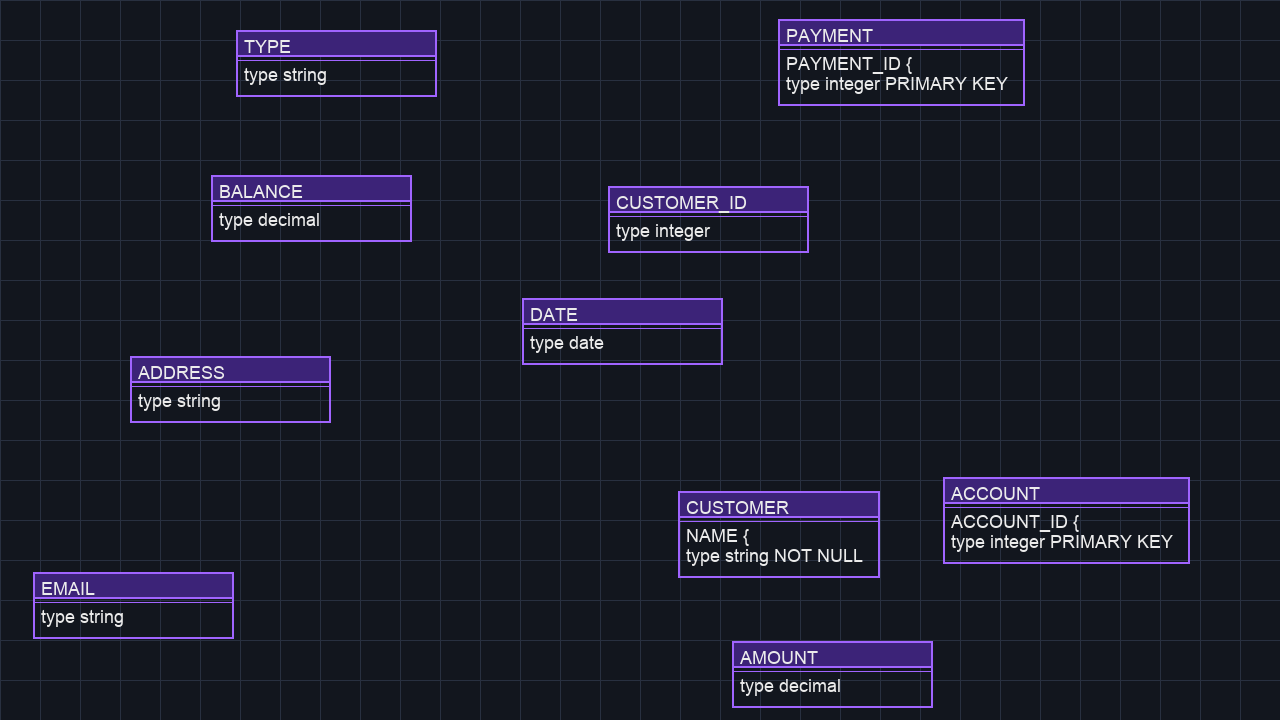 TYPE
type string
PAYMENT
PAYMENT_ID {
type integer PRIMARY KEY
BALANCE
type decimal
CUSTOMER_ID
type integer
DATE
type date
ADDRESS
type string
CUSTOMER
NAME {
type string NOT NULL
ACCOUNT
ACCOUNT_ID {
type integer PRIMARY KEY
EMAIL
type string
AMOUNT
type decimal